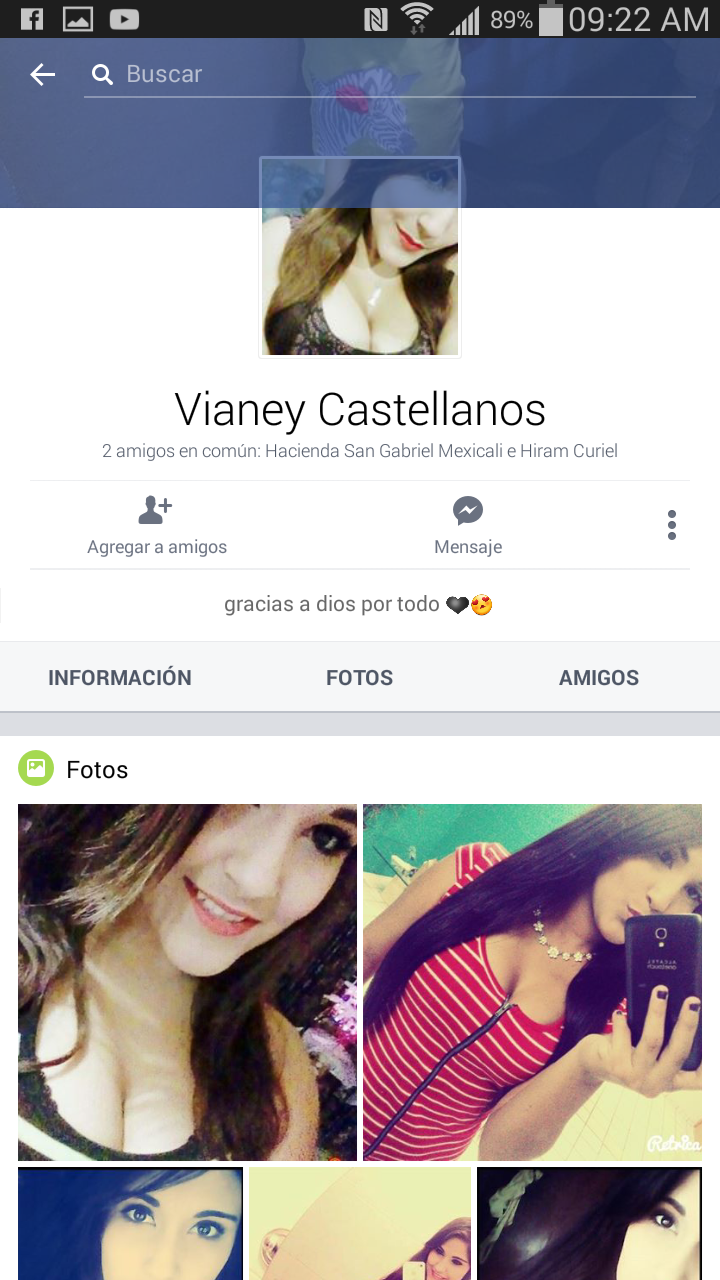 89% 09:22 AM
Buscar
Vianey Castellanos
2 amigos en común: Hacienda San Gabriel Mexicali e Hiram Curiel
Agregar a amigos
Mensaje
gracias a dios por todo 🖤😍
INFORMACIÓN
FOTOS
AMIGOS
Fotos
Retrica